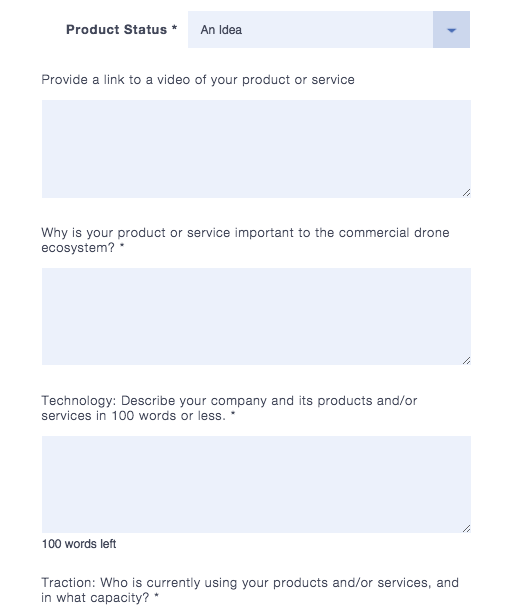 Product Status * An Idea
Provide a link to a video of your product or service
Why is your product or service important to the commercial drone
ecosystem? *
Technology: Describe your company and its products and/or
services in 100 words or less. *
100 words left
Traction: Who is currently using your products and/or services, and
in what capacity? *